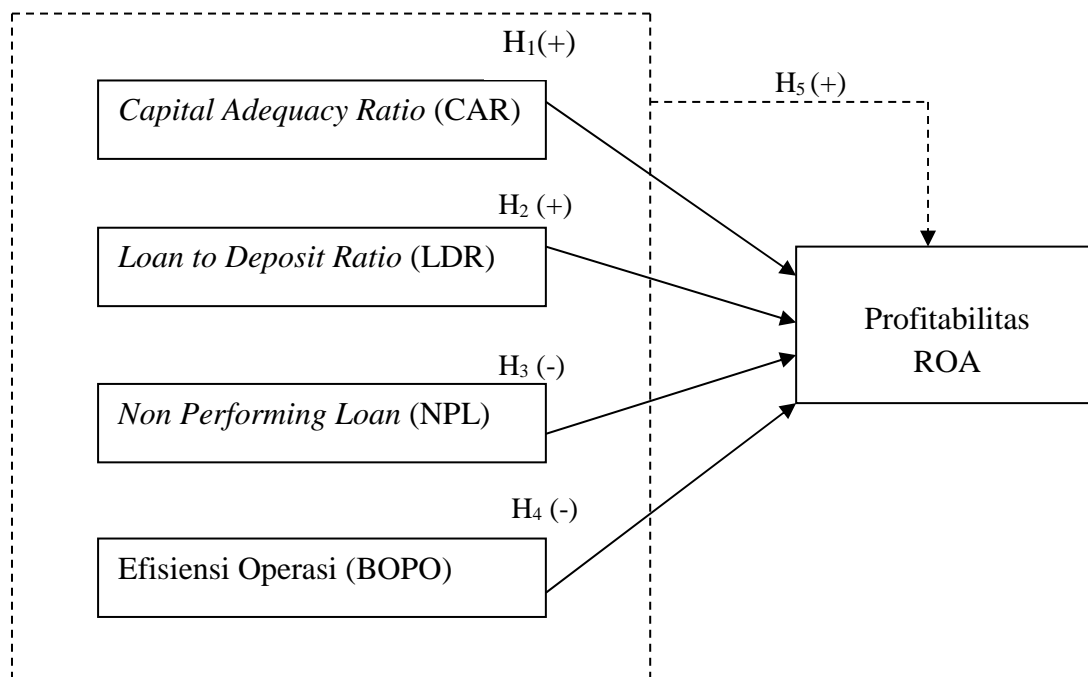 H₁(+)
Capital Adequacy Ratio (CAR)
H₅ (+)
H₂ (+)
Loan to Deposit Ratio (LDR)
Profitabilitas
ROA
H₃ (-)
Non Performing Loan (NPL)
H₄ (-)
Efisiensi Operasi (BOPO)